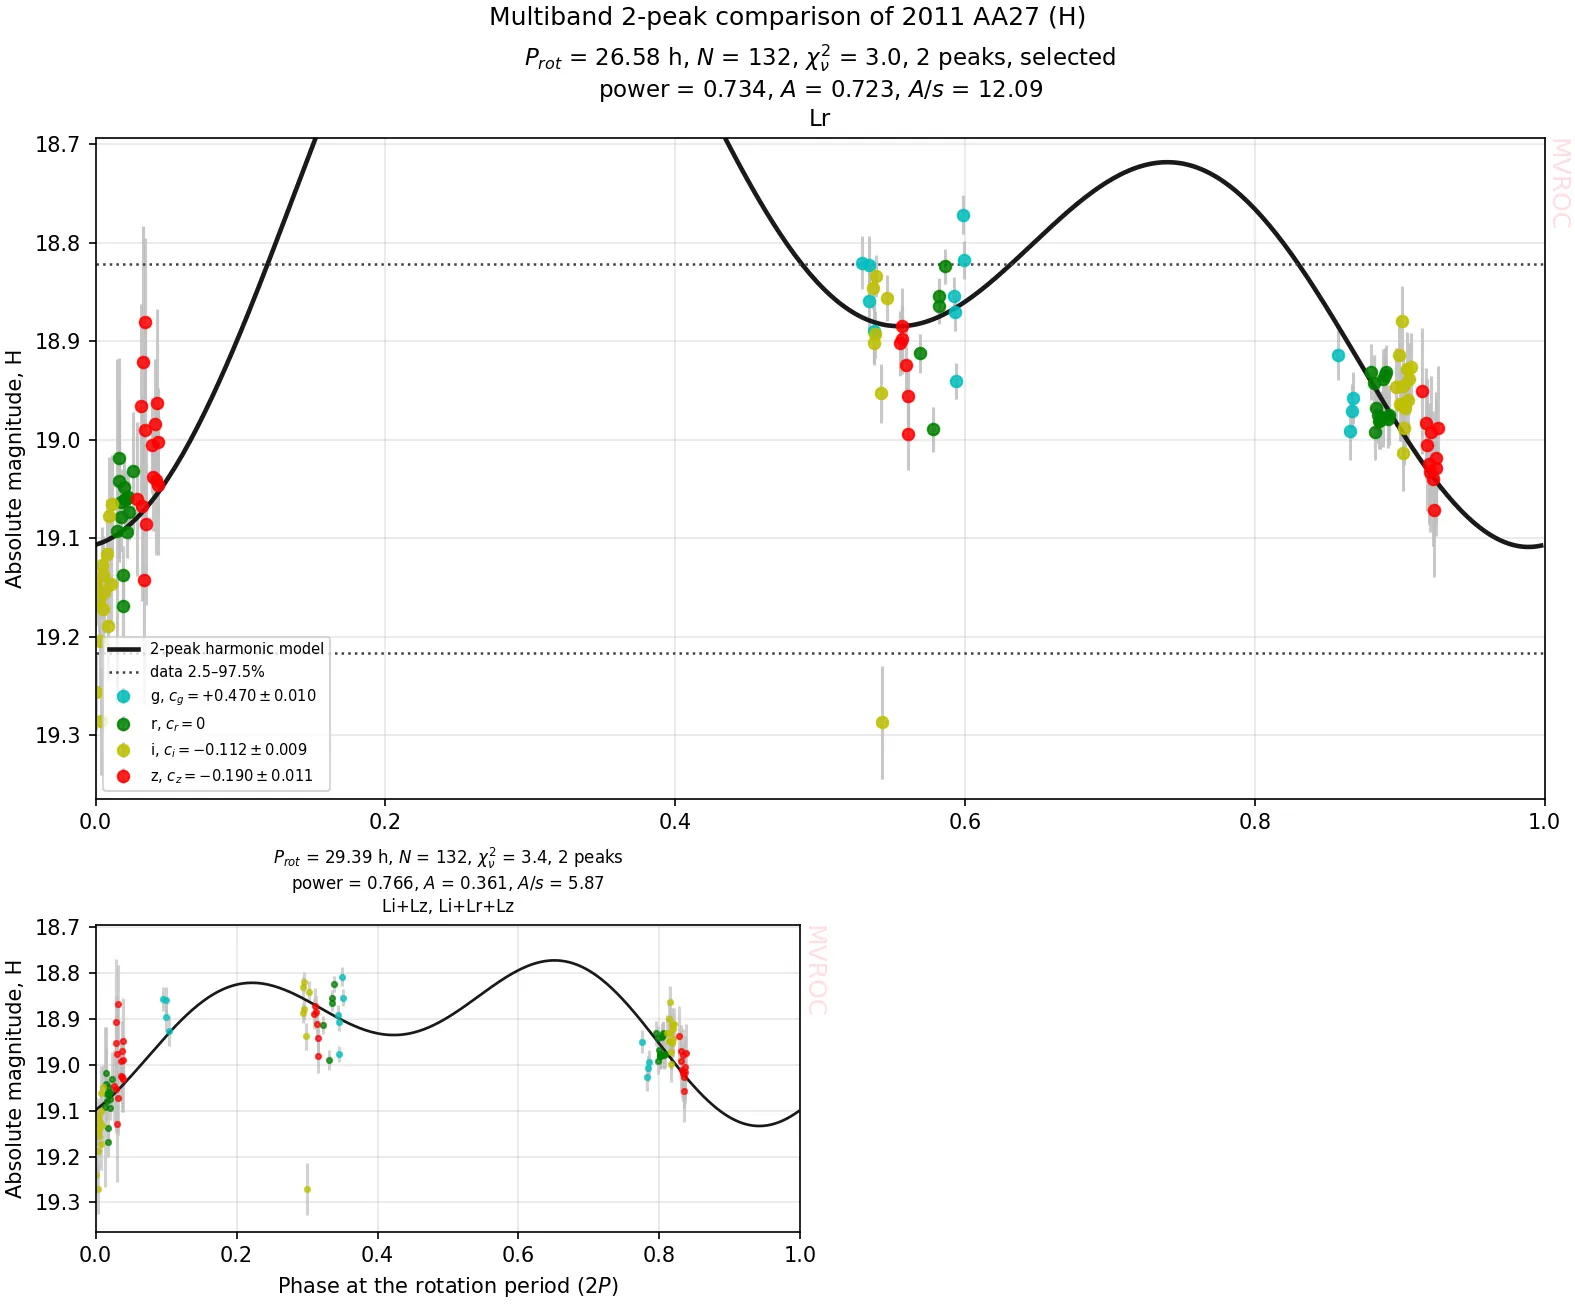 Multiband 2-peak comparison of 2011 AA27 (H)
P_rot = 26.58 h, N = 132, χ²_ν = 3.0, 2 peaks, selected
power = 0.734, A = 0.723, A/s = 12.09
Lr
18.7
18.8
18.9
19.0
19.1
19.2
19.3
Absolute magnitude, H
2-peak harmonic model
data 2.5–97.5%
g, c_g = +0.470 ± 0.010
r, c_r = 0
i, c_i = −0.112 ± 0.009
z, c_z = −0.190 ± 0.011
MVROC
0.0 0.2 0.4 0.6 0.8 1.0
P_rot = 29.39 h, N = 132, χ²_ν = 3.4, 2 peaks
power = 0.766, A = 0.361, A/s = 5.87
Li+Lz, Li+Lr+Lz
18.7
18.8
18.9
19.0
19.1
19.2
19.3
Absolute magnitude, H
MVROC
0.0 0.2 0.4 0.6 0.8 1.0
Phase at the rotation period (2P)